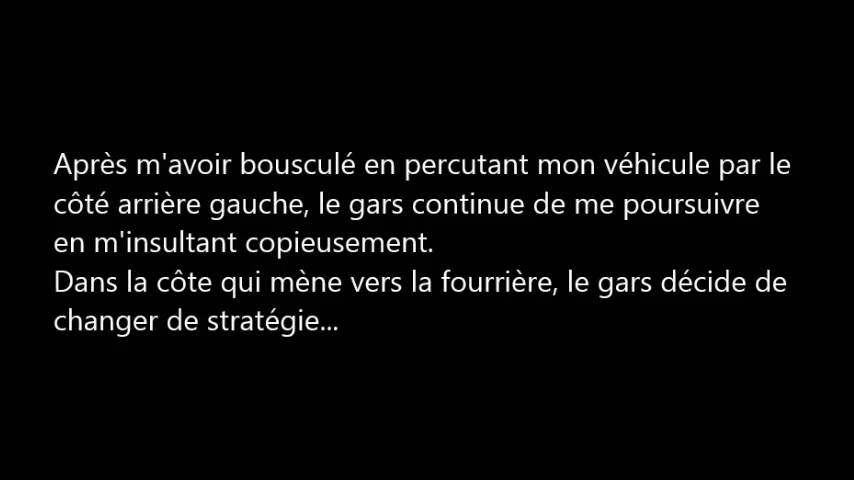 Après m'avoir bousculé en percutant mon véhicule par le
côté arrière gauche, le gars continue de me poursuivre
en m'insultant copieusement.
Dans la côte qui mène vers la fourrière, le gars décide de
changer de stratégie...